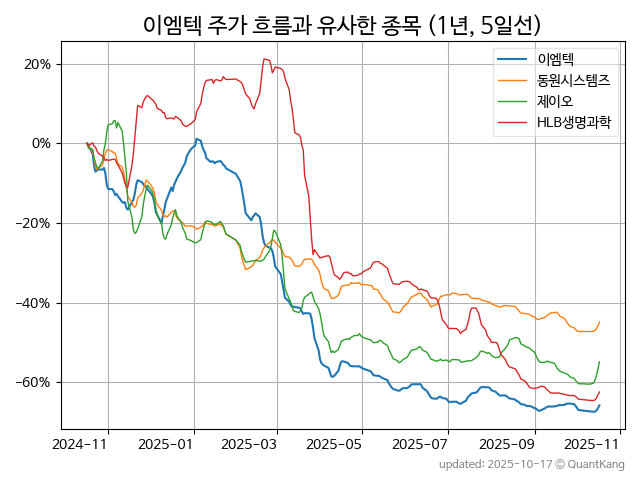 이엠텍 주가 흐름과 유사한 종목 (1년, 5일선)
이엠텍
동원시스템즈
제이오
HLB생명과학
20%
0%
−20%
−40%
−60%
2024-11
2025-01
2025-03
2025-05
2025-07
2025-09
2025-11
updated: 2025-10-17 © QuantKang